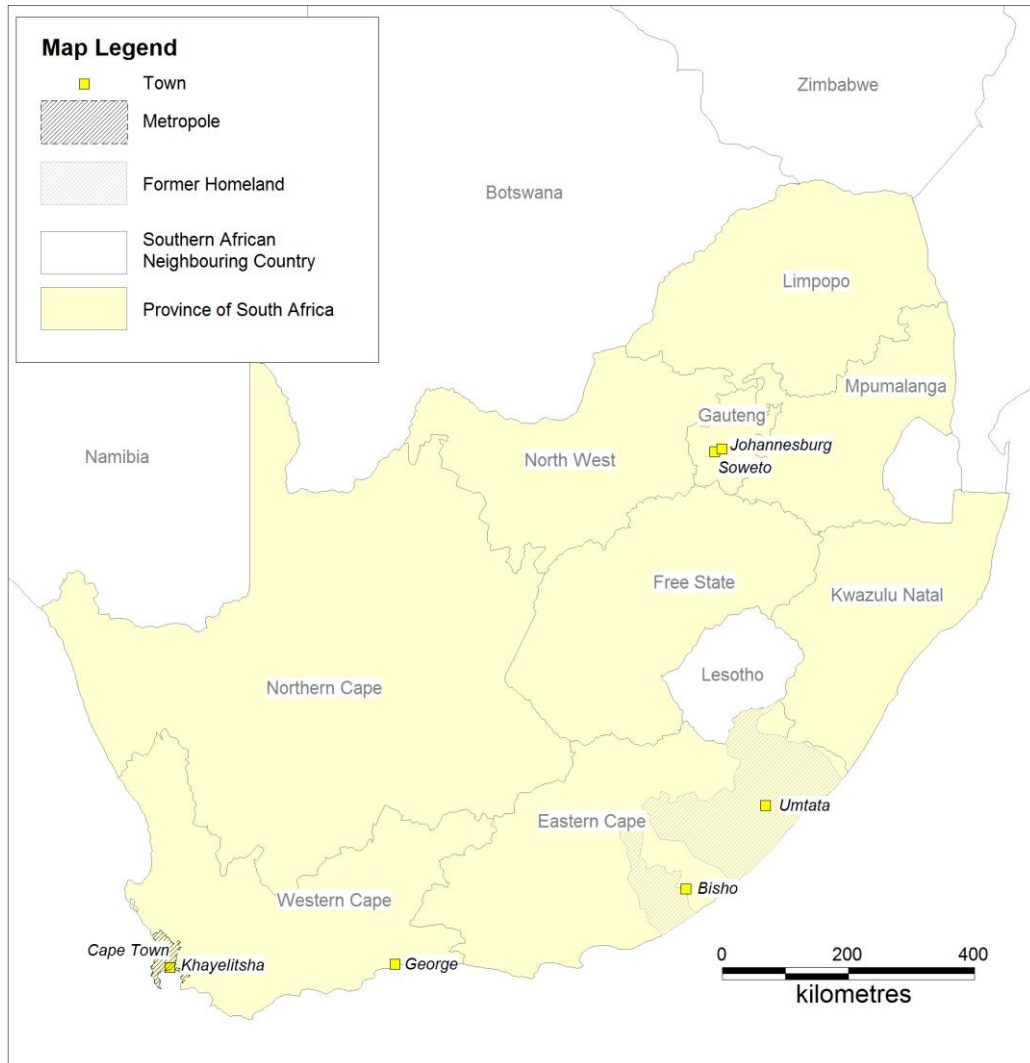 Map Legend
Town
Metropole
Former Homeland
Southern African
Neighbouring Country
Province of South Africa
Zimbabwe
Botswana
Limpopo
Mpumalanga
Gauteng
Johannesburg
Soweto
Namibia
North West
Free State
Kwazulu Natal
Lesotho
Northern Cape
Umtata
Eastern Cape
Bisho
Western Cape
Cape Town
Khayelitsha
George
0 200 400
kilometres